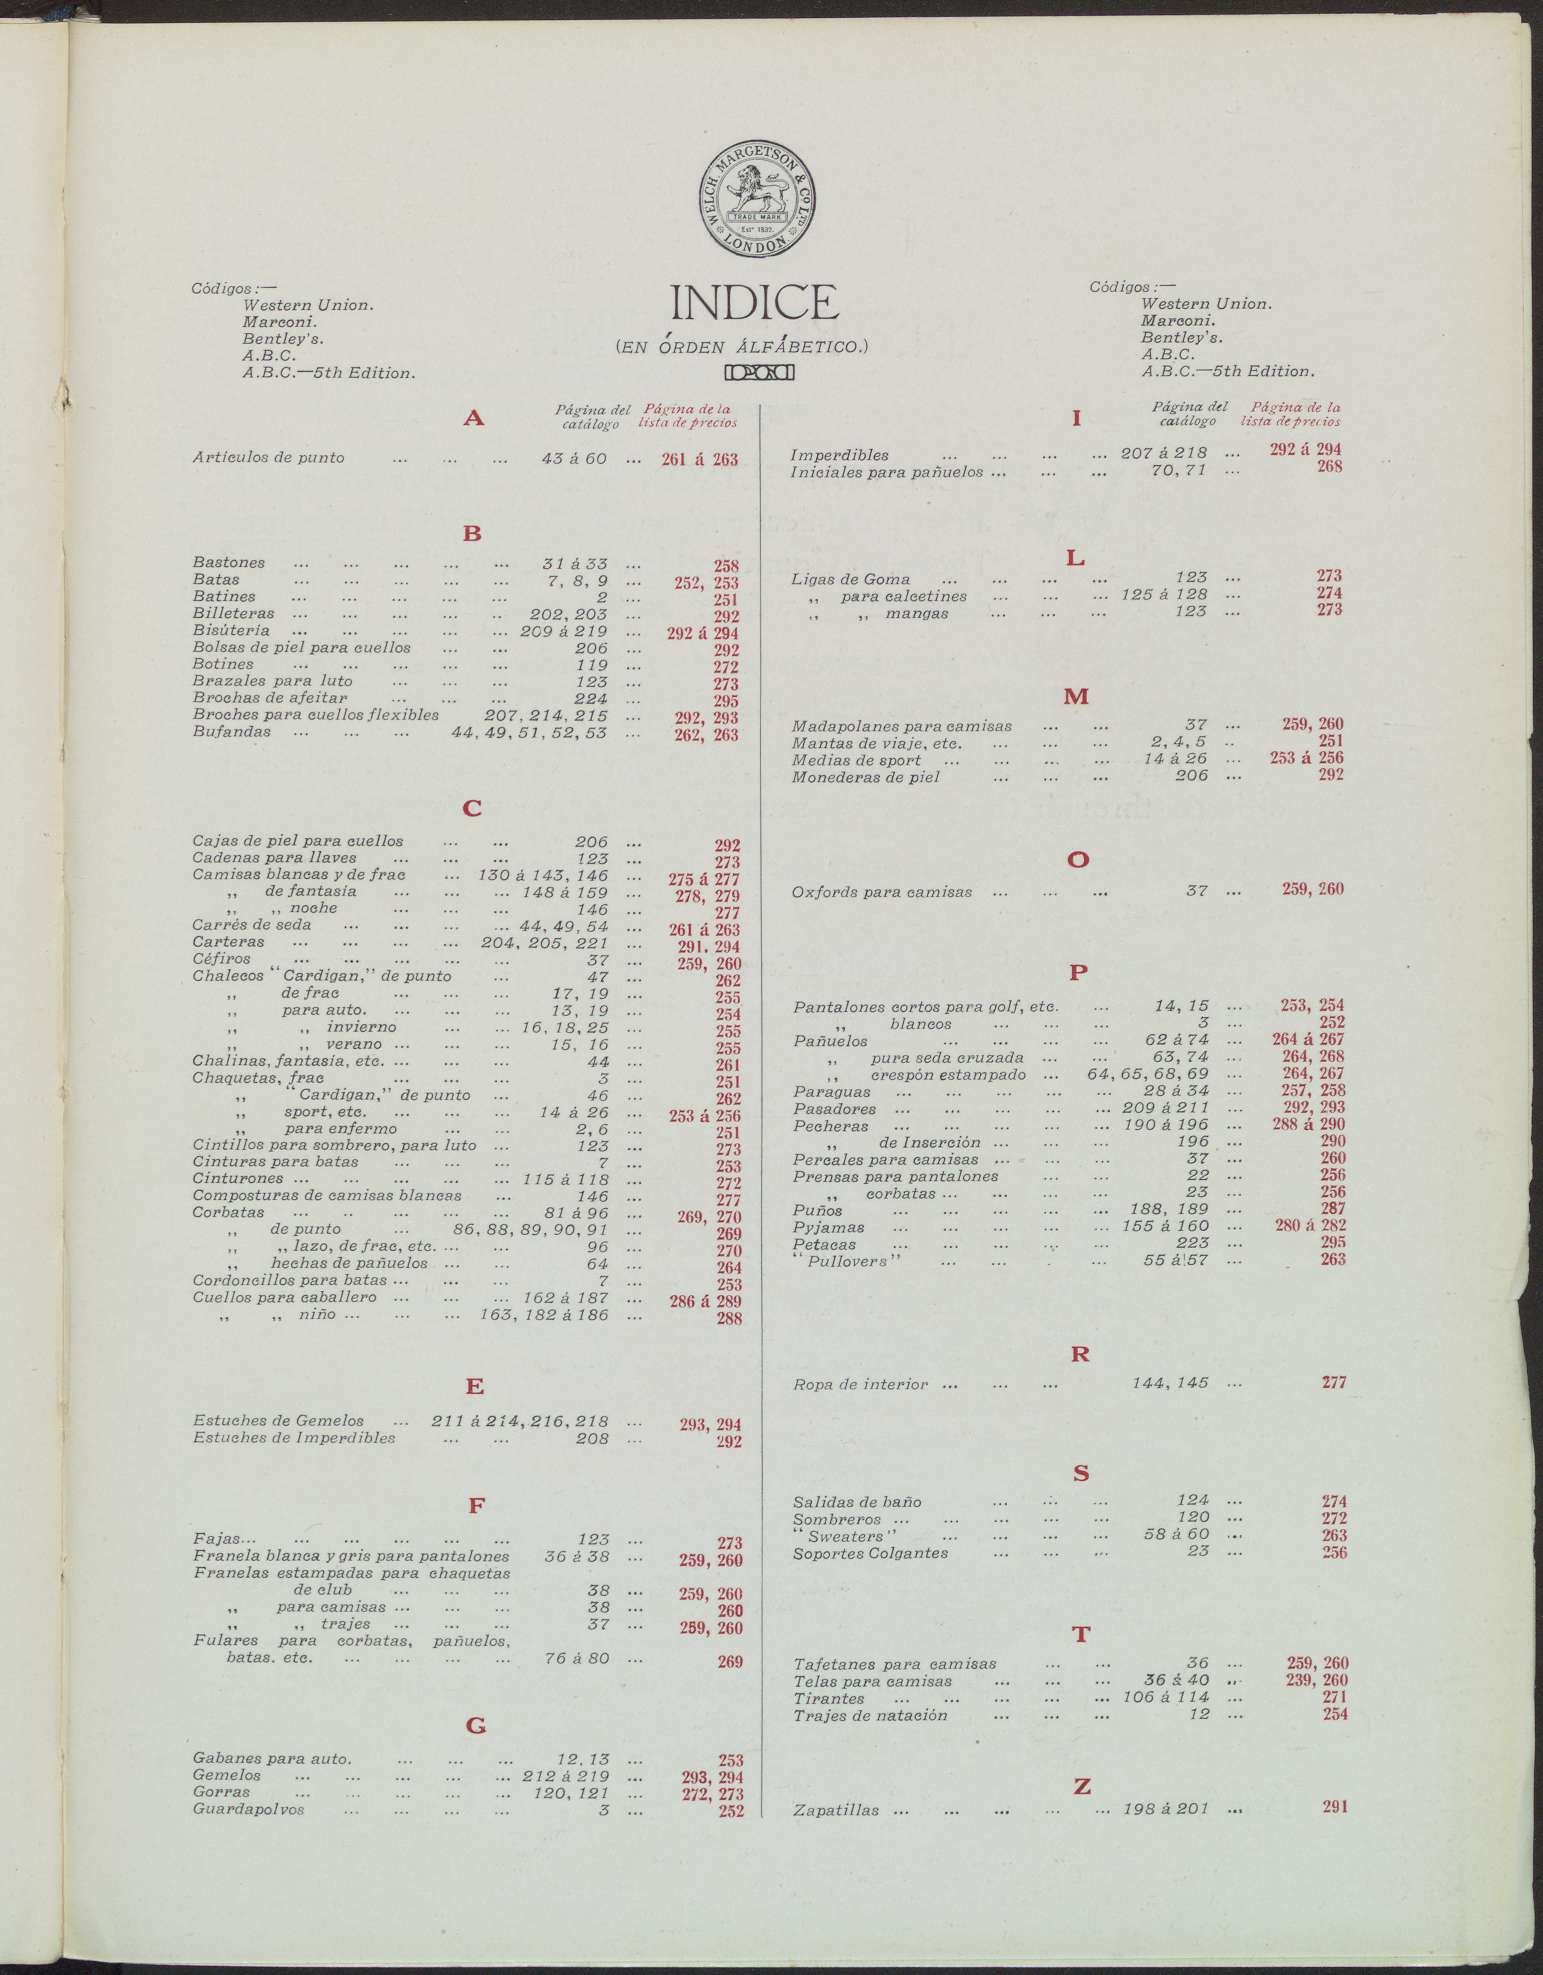 WELCH, MARGETSON & CO. LTD
TRADE MARK
Estd 1832.
LONDON
Códigos :—
Western Union.
Marconi.
Bentley's.
A.B.C.
A.B.C.—5th Edition.
INDICE
(EN ÓRDEN ÁLFÁBETICO.)
Códigos :—
Western Union.
Marconi.
Bentley's.
A.B.C.
A.B.C.—5th Edition.
A
Página del catálogo Página de la lista de precios
Artículos de punto ... ... ... 43 á 60 ... 261 á 263
B
Bastones ... ... ... ... ... 31 á 33 ... 258
Batas ... ... ... ... ... 7, 8, 9 ... 252, 253
Batines ... ... ... ... ... 2 ... 251
Billeteras ... ... ... ... .. 202, 203 ... 292
Bisútería ... ... ... ... ... 209 á 219 ... 292 á 294
Bolsas de piel para cuellos ... ... 206 ... 292
Botines ... ... ... ... ... 119 ... 272
Brazales para luto ... ... ... 123 ... 273
Brochas de afeitar ... ... ... 224 ... 295
Broches para cuellos flexibles 207, 214, 215 ... 292, 293
Bufandas ... ... ... 44, 49, 51, 52, 53 ... 262, 263
C
Cajas de piel para cuellos ... ... 206 ... 292
Cadenas para llaves ... ... ... 123 ... 273
Camisas blancas y de frac ... 130 á 143, 146 ... 275 á 277
,, de fantasía ... ... ... 148 á 159 ... 278, 279
,, ,, noche ... ... ... 146 ... 277
Carrés de seda ... ... ... ... 44, 49, 54 ... 261 á 263
Carteras ... ... ... ... 204, 205, 221 ... 291, 294
Céfiros ... ... ... ... ... 37 ... 259, 260
Chalecos "Cardigan," de punto ... 47 ... 262
,, de frac ... ... ... 17, 19 ... 255
,, para auto. ... ... ... 13, 19 ... 254
,, ,, invierno ... ... 16, 18, 25 ... 255
,, ,, verano ... ... ... 15, 16 ... 255
Chalinas, fantasía, etc. ... ... ... 44 ... 261
Chaquetas, frac ... ... ... 3 ... 251
,, "Cardigan," de punto ... 46 ... 262
,, sport, etc. ... ... ... 14 á 26 ... 253 á 256
,, para enfermo ... ... 2, 6 ... 251
Cintillos para sombrero, para luto ... 123 ... 273
Cinturas para batas ... ... ... 7 ... 253
Cinturones ... ... ... ... ... 115 á 118 ... 272
Composturas de camisas blancas ... 146 ... 277
Corbatas ... .. ... ... ... 81 á 96 ... 269, 270
,, de punto ... 86, 88, 89, 90, 91 ... 269
,, ,, lazo, de frac, etc. ... ... 96 ... 270
,, hechas de pañuelos ... ... 64 ... 264
Cordoncillos para batas ... ... ... 7 ... 253
Cuellos para caballero ... ... ... 162 á 187 ... 286 á 289
,, ,, niño ... ... ... 163, 182 á 186 ... 288
E
Estuches de Gemelos ... 211 á 214, 216, 218 ... 293, 294
Estuches de Imperdibles ... ... 208 ... 292
F
Fajas... ... ... ... ... ... 123 ... 273
Franela blanca y gris para pantalones 36 á 38 ... 259, 260
Franelas estampadas para chaquetas
de club ... ... ... 38 ... 259, 260
,, para camisas ... ... ... 38 ... 260
,, ,, trajes ... ... ... 37 ... 259, 260
Fulares para corbatas, pañuelos,
batas. etc. ... ... ... ... 76 á 80 ... 269
G
Gabanes para auto. ... ... ... 12, 13 ... 253
Gemelos ... ... ... ... ... 212 á 219 ... 293, 294
Gorras ... ... ... ... ... 120, 121 ... 272, 273
Guardapolvos ... ... ... ... 3 ... 252
I
Página del catálogo Página de la lista de precios
Imperdibles ... ... ... ... 207 á 218 ... 292 á 294
Iniciales para pañuelos ... ... ... 70, 71 ... 268
L
Ligas de Goma ... ... ... ... 123 ... 273
,, para calcetines ... ... ... 125 á 128 ... 274
,, ,, mangas ... ... ... 123 ... 273
M
Madapolanes para camisas ... ... 37 ... 259, 260
Mantas de viaje, etc. ... ... ... 2, 4, 5 .. 251
Medias de sport ... ... ... ... 14 á 26 ... 253 á 256
Monederas de piel ... ... ... 206 ... 292
O
Oxfords para camisas ... ... ... 37 ... 259, 260
P
Pantalones cortos para golf, etc. ... 14, 15 ... 253, 254
,, blancos ... ... ... 3 ... 252
Pañuelos ... ... ... ... 62 á 74 ... 264 á 267
,, pura seda cruzada ... ... 63, 74 ... 264, 268
,, crespón estampado ... 64, 65, 68, 69 ... 264, 267
Paraguas ... ... ... ... ... 28 á 34 ... 257, 258
Pasadores ... ... ... ... ... 209 á 211 ... 292, 293
Pecheras ... ... ... ... ... 190 á 196 ... 288 á 290
,, de Inserción ... ... ... 196 ... 290
Percales para camisas ... ... ... 37 ... 260
Prensas para pantalones ... ... 22 ... 256
,, corbatas ... ... ... 23 ... 256
Puños ... ... ... ... ... 188, 189 ... 287
Pyjamas ... ... ... ... ... 155 á 160 ... 280 á 282
Petacas ... ... ... ... ... 223 ... 295
"Pullovers" ... ... . ... 55 á 57 ... 263
R
Ropa de interior ... ... ... 144, 145 ... 277
S
Salidas de baño ... ... ... 124 ... 274
Sombreros ... ... ... ... ... 120 ... 272
"Sweaters" ... ... ... ... 58 á 60 ... 263
Soportes Colgantes ... ... ... 23 ... 256
T
Tafetanes para camisas ... ... 36 ... 259, 260
Telas para camisas ... ... ... 36 á 40 ... 239, 260
Tirantes ... ... ... ... ... 106 á 114 ... 271
Trajes de natación ... ... ... 12 ... 254
Z
Zapatillas ... ... ... ... ... 198 á 201 ... 291